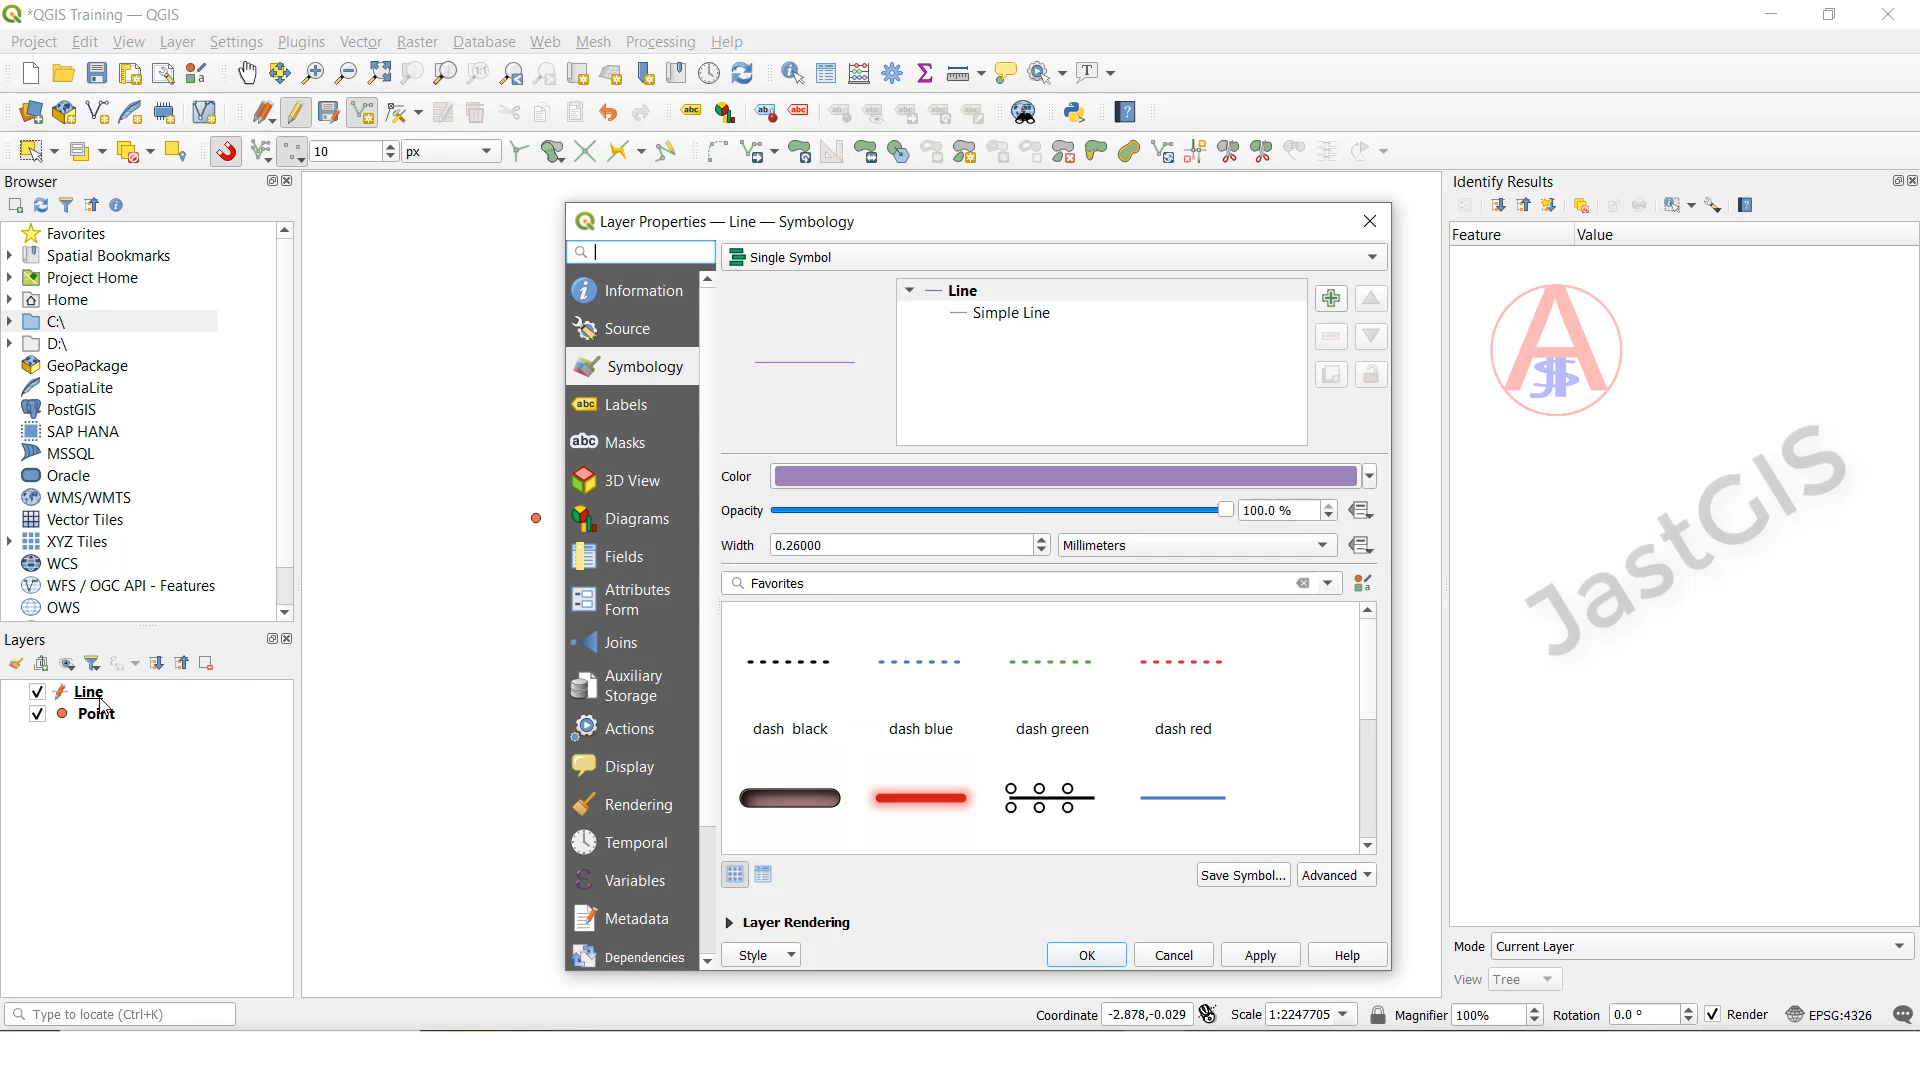 *QGIS Training — QGIS
Project Edit View Layer Settings Plugins Vector Raster Database Web Mesh Processing Help
10 px
Browser
Favorites
Spatial Bookmarks
Project Home
Home
C:\
D:\
GeoPackage
SpatiaLite
PostGIS
SAP HANA
MSSQL
Oracle
WMS/WMTS
Vector Tiles
XYZ Tiles
WCS
WFS / OGC API - Features
OWS
Layers
Line
Point
Layer Properties — Line — Symbology
Information
Source
Symbology
Labels
Masks
3D View
Diagrams
Fields
Attributes
Form
Joins
Auxiliary
Storage
Actions
Display
Rendering
Temporal
Variables
Metadata
Dependencies
Single Symbol
Line
Simple Line
Color
Opacity 100.0 %
Width 0.26000 Millimeters
Favorites
dash black dash blue dash green dash red
Save Symbol... Advanced
Layer Rendering
Style OK Cancel Apply Help
Identify Results
Feature Value
JastGIS
Mode Current Layer
View Tree
Type to locate (Ctrl+K)
Coordinate -2.878,-0.029 Scale 1:2247705 Magnifier 100% Rotation 0.0 ° Render EPSG:4326